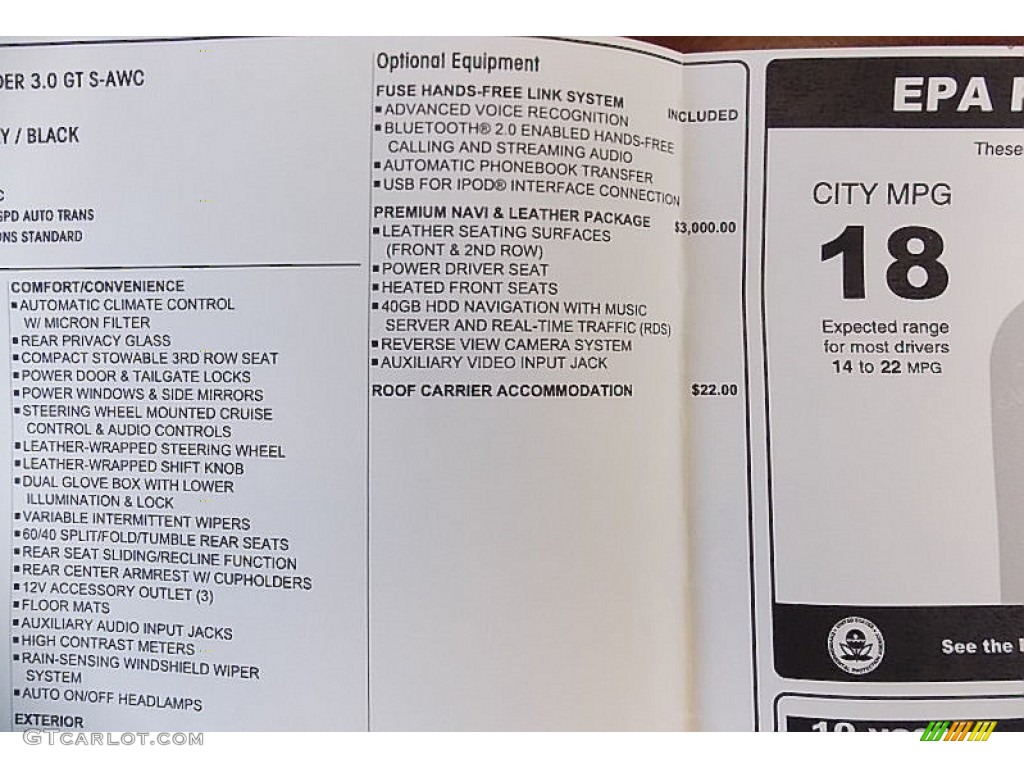 DER 3.0 GT S-AWC
Y / BLACK
C
SPD AUTO TRANS
ONS STANDARD
COMFORT/CONVENIENCE
▪AUTOMATIC CLIMATE CONTROL
W/ MICRON FILTER
▪REAR PRIVACY GLASS
▪COMPACT STOWABLE 3RD ROW SEAT
▪POWER DOOR & TAILGATE LOCKS
▪POWER WINDOWS & SIDE MIRRORS
▪STEERING WHEEL MOUNTED CRUISE
CONTROL & AUDIO CONTROLS
▪LEATHER-WRAPPED STEERING WHEEL
▪LEATHER-WRAPPED SHIFT KNOB
▪DUAL GLOVE BOX WITH LOWER
ILLUMINATION & LOCK
▪VARIABLE INTERMITTENT WIPERS
▪60/40 SPLIT/FOLD/TUMBLE REAR SEATS
▪REAR SEAT SLIDING/RECLINE FUNCTION
▪REAR CENTER ARMREST W/ CUPHOLDERS
▪12V ACCESSORY OUTLET (3)
▪FLOOR MATS
▪AUXILIARY AUDIO INPUT JACKS
▪HIGH CONTRAST METERS
▪RAIN-SENSING WINDSHIELD WIPER
SYSTEM
▪AUTO ON/OFF HEADLAMPS
EXTERIOR
Optional Equipment
FUSE HANDS-FREE LINK SYSTEM INCLUDED
▪ADVANCED VOICE RECOGNITION
▪BLUETOOTH® 2.0 ENABLED HANDS-FREE
CALLING AND STREAMING AUDIO
▪AUTOMATIC PHONEBOOK TRANSFER
▪USB FOR IPOD® INTERFACE CONNECTION
PREMIUM NAVI & LEATHER PACKAGE $3,000.00
▪LEATHER SEATING SURFACES
(FRONT & 2ND ROW)
▪POWER DRIVER SEAT
▪HEATED FRONT SEATS
▪40GB HDD NAVIGATION WITH MUSIC
SERVER AND REAL-TIME TRAFFIC (RDS)
▪REVERSE VIEW CAMERA SYSTEM
▪AUXILIARY VIDEO INPUT JACK
ROOF CARRIER ACCOMMODATION $22.00
EPA
These
CITY MPG
18
Expected range
for most drivers
14 to 22 MPG
See the
GTCARLOT.COM